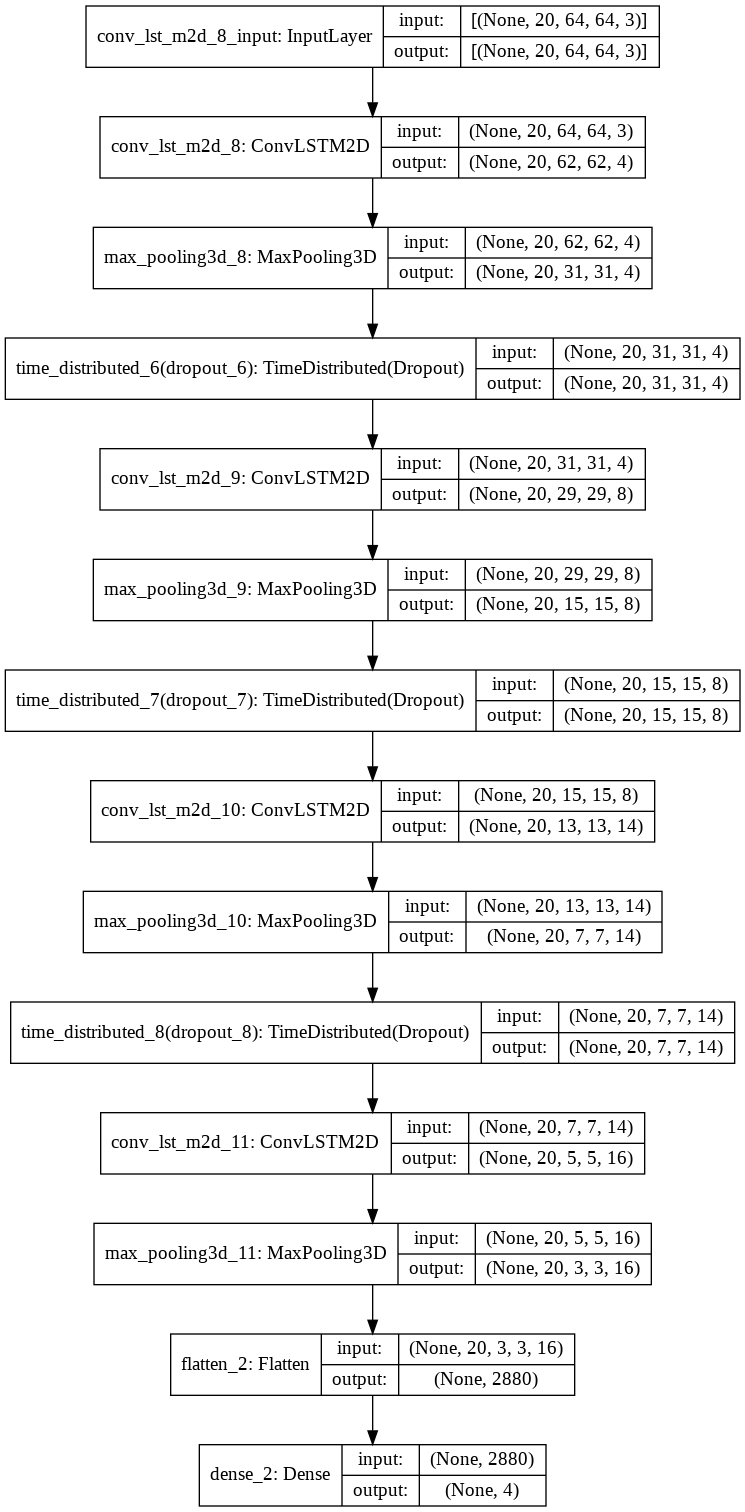 conv_lst_m2d_8_input: InputLayer
input: [(None, 20, 64, 64, 3)]
output: [(None, 20, 64, 64, 3)]
conv_lst_m2d_8: ConvLSTM2D
input: (None, 20, 64, 64, 3)
output: (None, 20, 62, 62, 4)
max_pooling3d_8: MaxPooling3D
input: (None, 20, 62, 62, 4)
output: (None, 20, 31, 31, 4)
time_distributed_6(dropout_6): TimeDistributed(Dropout)
input: (None, 20, 31, 31, 4)
output: (None, 20, 31, 31, 4)
conv_lst_m2d_9: ConvLSTM2D
input: (None, 20, 31, 31, 4)
output: (None, 20, 29, 29, 8)
max_pooling3d_9: MaxPooling3D
input: (None, 20, 29, 29, 8)
output: (None, 20, 15, 15, 8)
time_distributed_7(dropout_7): TimeDistributed(Dropout)
input: (None, 20, 15, 15, 8)
output: (None, 20, 15, 15, 8)
conv_lst_m2d_10: ConvLSTM2D
input: (None, 20, 15, 15, 8)
output: (None, 20, 13, 13, 14)
max_pooling3d_10: MaxPooling3D
input: (None, 20, 13, 13, 14)
output: (None, 20, 7, 7, 14)
time_distributed_8(dropout_8): TimeDistributed(Dropout)
input: (None, 20, 7, 7, 14)
output: (None, 20, 7, 7, 14)
conv_lst_m2d_11: ConvLSTM2D
input: (None, 20, 7, 7, 14)
output: (None, 20, 5, 5, 16)
max_pooling3d_11: MaxPooling3D
input: (None, 20, 5, 5, 16)
output: (None, 20, 3, 3, 16)
flatten_2: Flatten
input: (None, 20, 3, 3, 16)
output: (None, 2880)
dense_2: Dense
input: (None, 2880)
output: (None, 4)